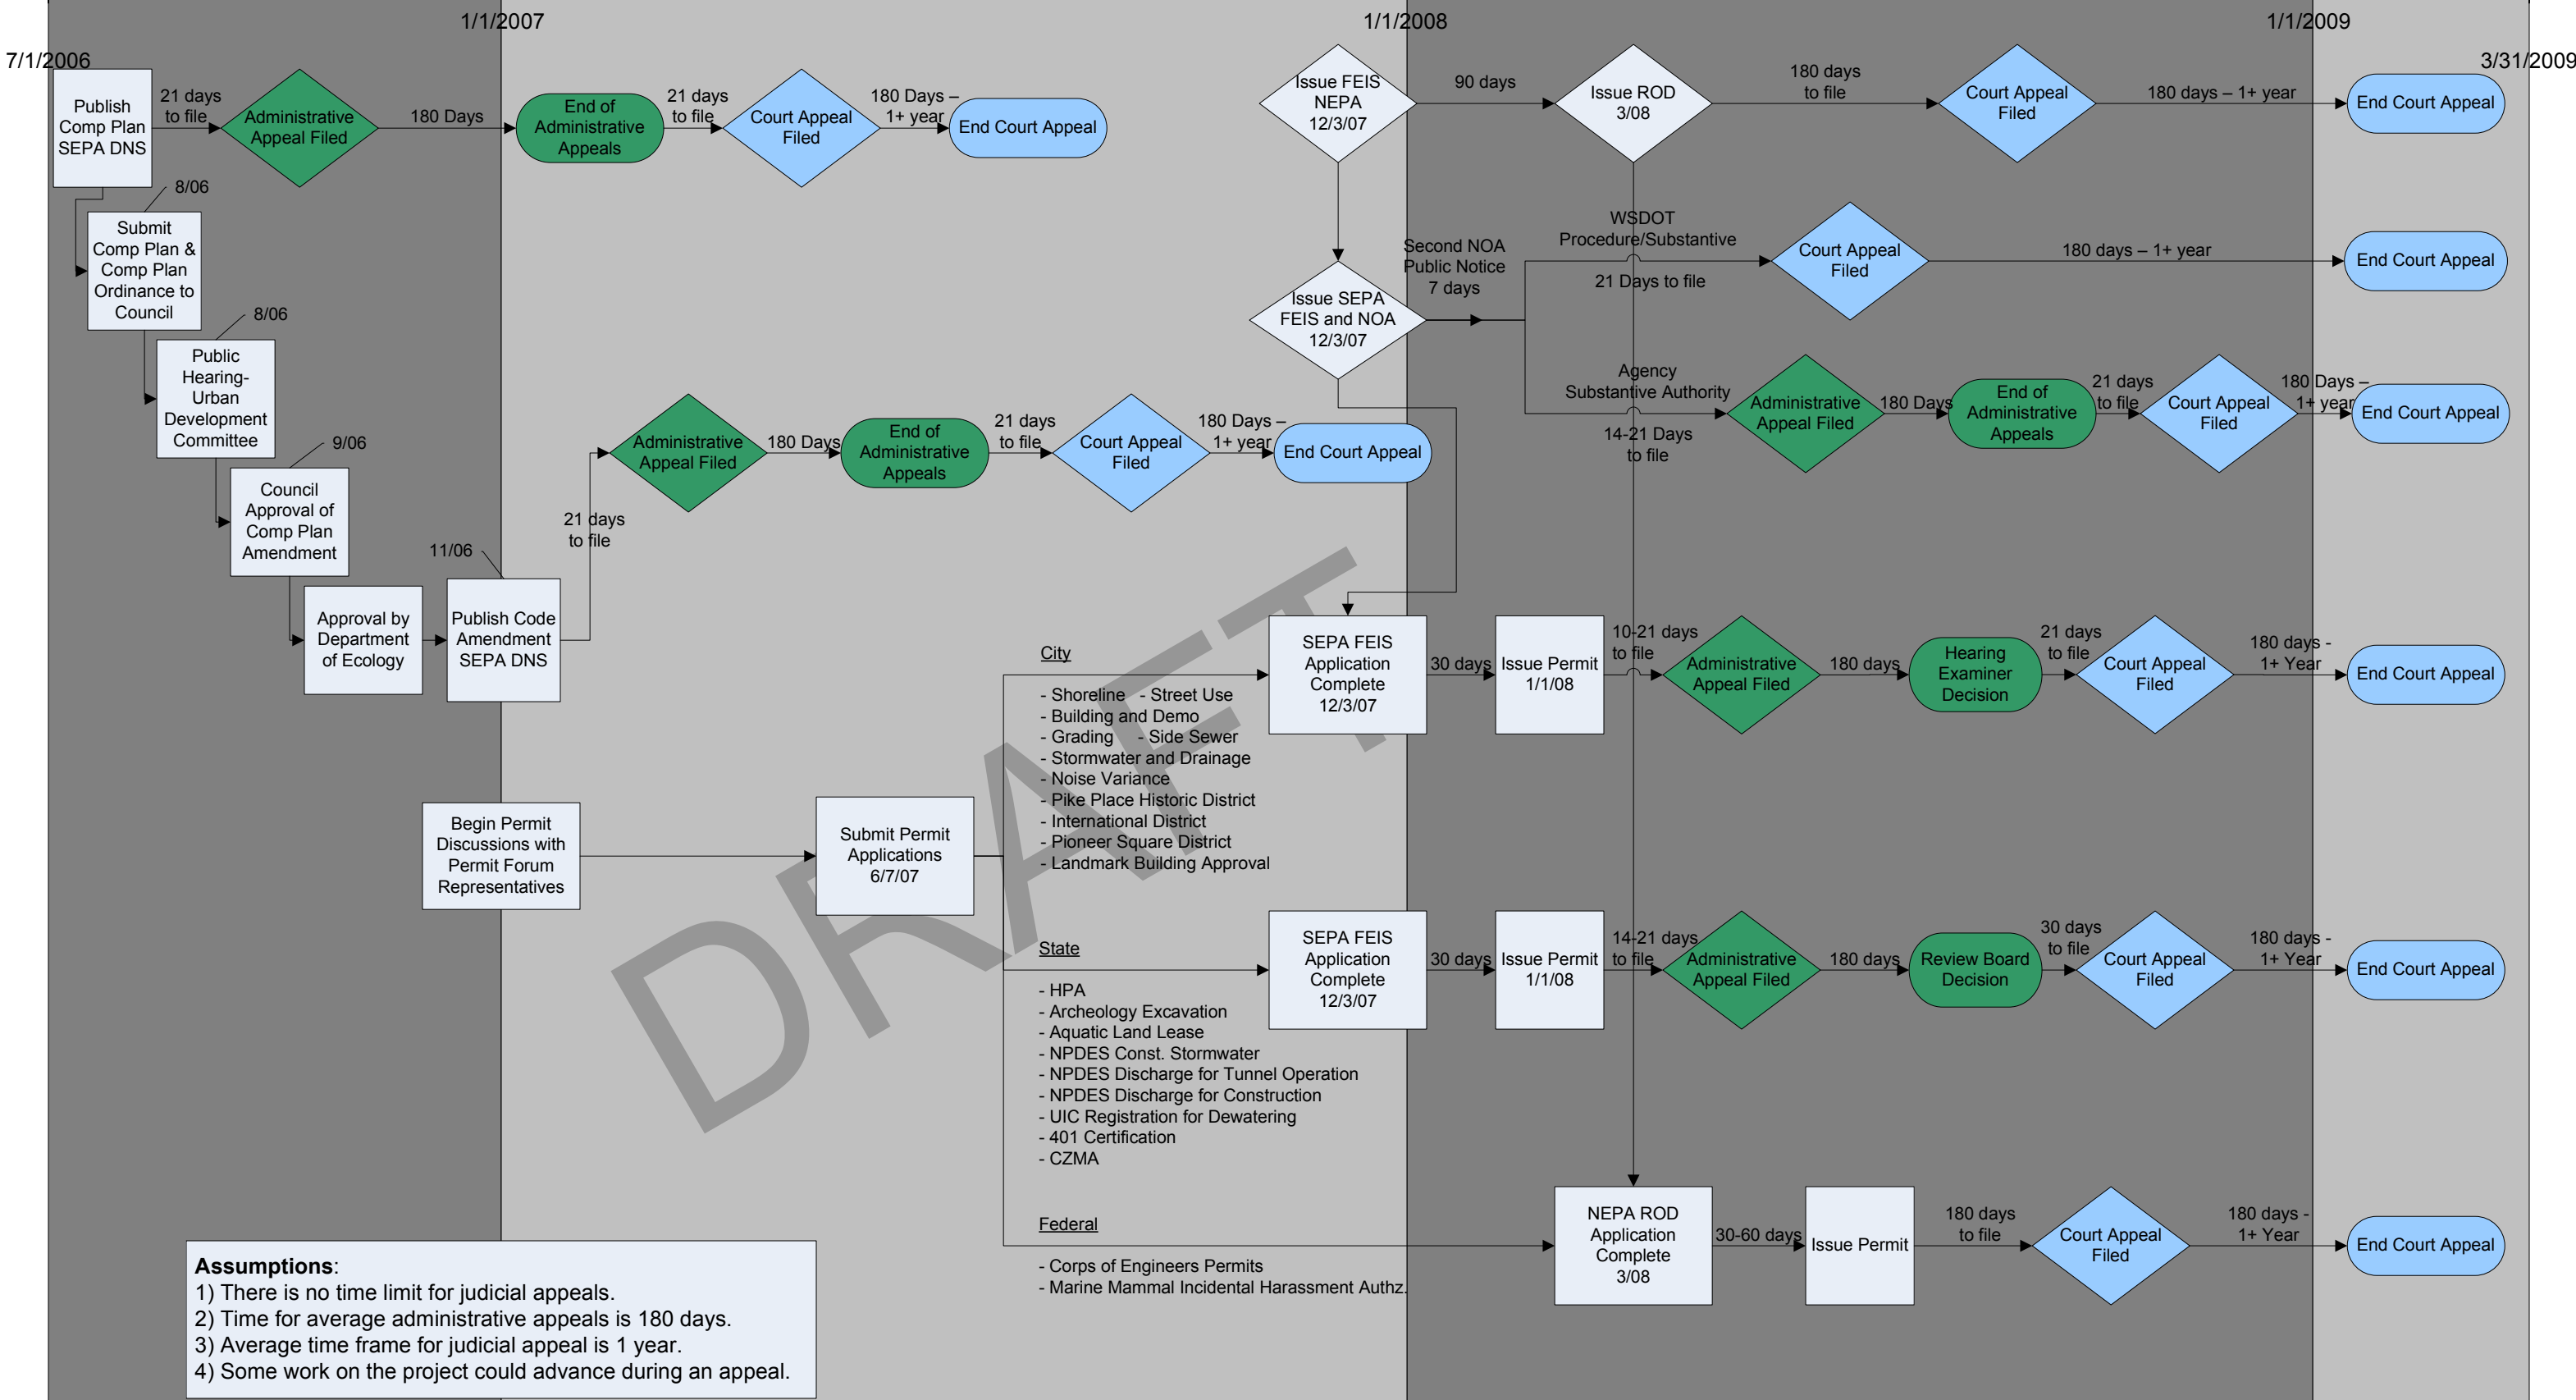 1/1/2007
1/1/2008
1/1/2009
7/1/2006
3/31/2009
Publish
Comp Plan
SEPA DNS
21 days
to file
Administrative
Appeal Filed
180 Days
End of
Administrative
Appeals
21 days
to file
Court Appeal
Filed
180 Days –
1+ year
End Court Appeal
Issue FEIS
NEPA
12/3/07
90 days
Issue ROD
3/08
180 days
to file
Court Appeal
Filed
180 days – 1+ year
End Court Appeal
8/06
Submit
Comp Plan &
Comp Plan
Ordinance to
Council
8/06
Public
Hearing-
Urban
Development
Committee
9/06
Council
Approval of
Comp Plan
Amendment
Approval by
Department
of Ecology
11/06
Publish Code
Amendment
SEPA DNS
21 days
to file
Administrative
Appeal Filed
180 Days
End of
Administrative
Appeals
21 days
to file
Court Appeal
Filed
180 Days –
1+ year
End Court Appeal
Issue SEPA
FEIS and NOA
12/3/07
Second NOA
Public Notice
7 days
WSDOT
Procedure/Substantive
21 Days to file
Court Appeal
Filed
180 days – 1+ year
End Court Appeal
Agency
Substantive Authority
14-21 Days
to file
Administrative
Appeal Filed
180 Days
End of
Administrative
Appeals
21 days
to file
Court Appeal
Filed
180 Days –
1+ year
End Court Appeal
Begin Permit
Discussions with
Permit Forum
Representatives
Submit Permit
Applications
6/7/07
City
- Shoreline - Street Use
- Building and Demo
- Grading - Side Sewer
- Stormwater and Drainage
- Noise Variance
- Pike Place Historic District
- International District
- Pioneer Square District
- Landmark Building Approval
SEPA FEIS
Application
Complete
12/3/07
30 days
Issue Permit
1/1/08
10-21 days
to file
Administrative
Appeal Filed
180 days
Hearing
Examiner
Decision
21 days
to file
Court Appeal
Filed
180 days -
1+ Year
End Court Appeal
State
- HPA
- Archeology Excavation
- Aquatic Land Lease
- NPDES Const. Stormwater
- NPDES Discharge for Tunnel Operation
- NPDES Discharge for Construction
- UIC Registration for Dewatering
- 401 Certification
- CZMA
SEPA FEIS
Application
Complete
12/3/07
30 days
Issue Permit
1/1/08
14-21 days
to file
Administrative
Appeal Filed
180 days
Review Board
Decision
30 days
to file
Court Appeal
Filed
180 days -
1+ Year
End Court Appeal
Federal
- Corps of Engineers Permits
- Marine Mammal Incidental Harassment Authz.
NEPA ROD
Application
Complete
3/08
30-60 days
Issue Permit
180 days
to file
Court Appeal
Filed
180 days -
1+ Year
End Court Appeal
DRAFT
Assumptions:
1) There is no time limit for judicial appeals.
2) Time for average administrative appeals is 180 days.
3) Average time frame for judicial appeal is 1 year.
4) Some work on the project could advance during an appeal.